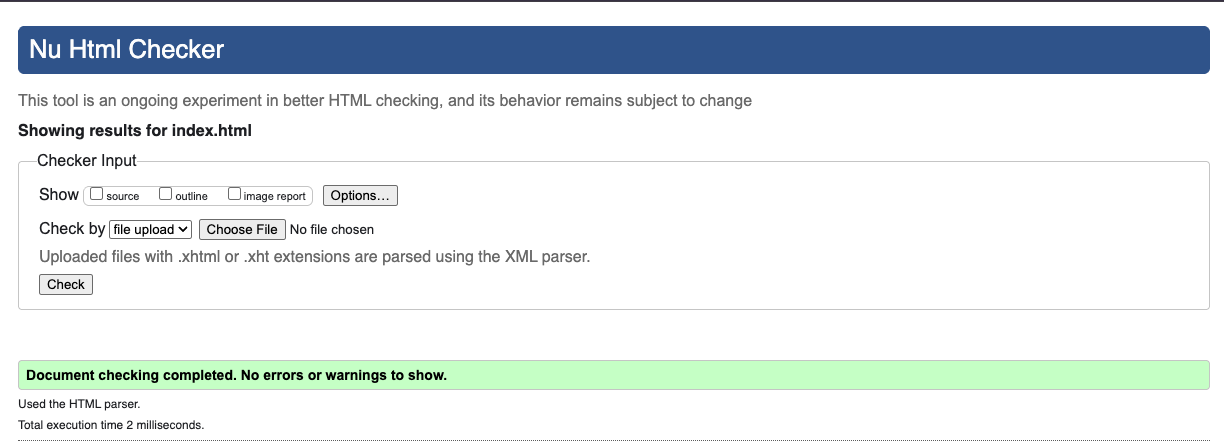 Nu Html Checker
This tool is an ongoing experiment in better HTML checking, and its behavior remains subject to change
Showing results for index.html
Checker Input
Show source outline image report Options…
Check by file upload Choose File No file chosen
Uploaded files with .xhtml or .xht extensions are parsed using the XML parser.
Check
Document checking completed. No errors or warnings to show.
Used the HTML parser.
Total execution time 2 milliseconds.